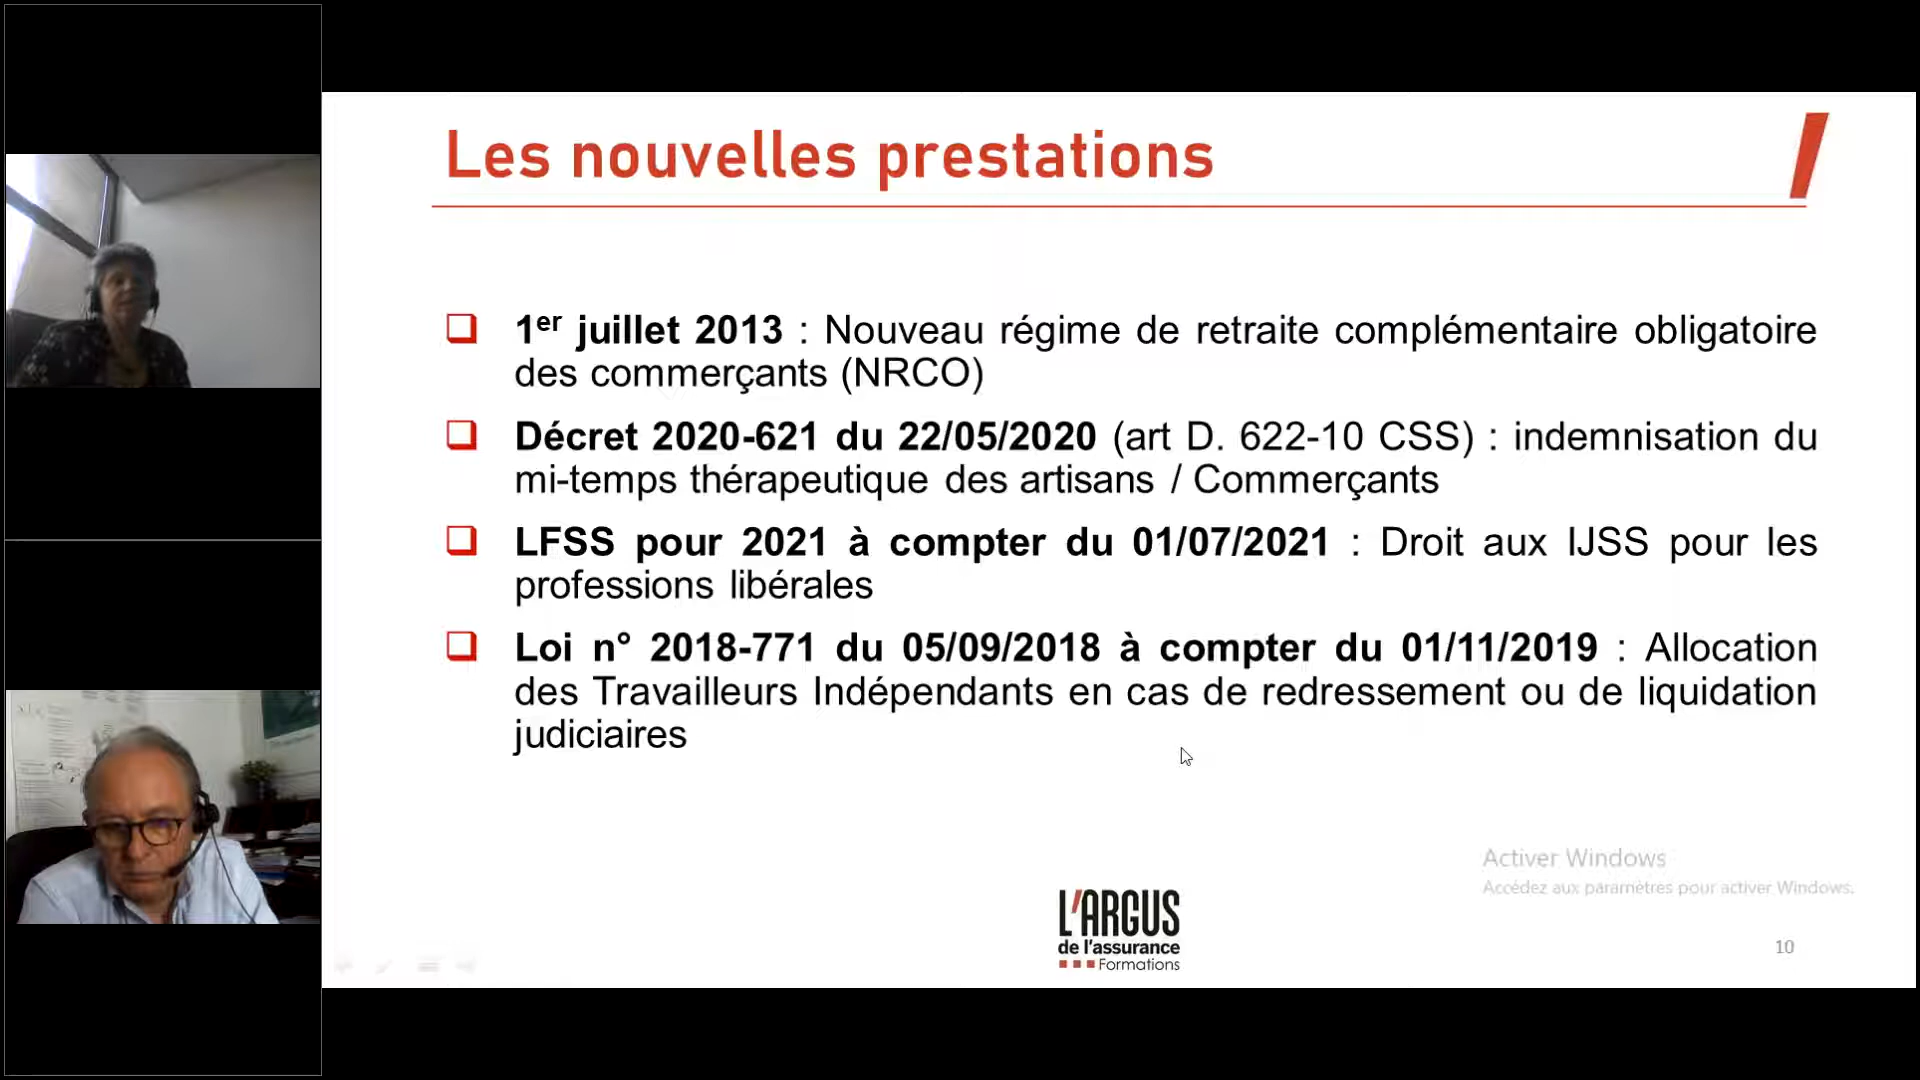 Les nouvelles prestations
1er juillet 2013 : Nouveau régime de retraite complémentaire obligatoire
des commerçants (NRCO)
Décret 2020-621 du 22/05/2020 (art D. 622-10 CSS) : indemnisation du
mi-temps thérapeutique des artisans / Commerçants
LFSS pour 2021 à compter du 01/07/2021 : Droit aux IJSS pour les
professions libérales
Loi n° 2018-771 du 05/09/2018 à compter du 01/11/2019 : Allocation
des Travailleurs Indépendants en cas de redressement ou de liquidation
judiciaires
Activer Windows
Accédez aux paramètres pour activer Windows.
L'ARGUS
de l'assurance
Formations
10